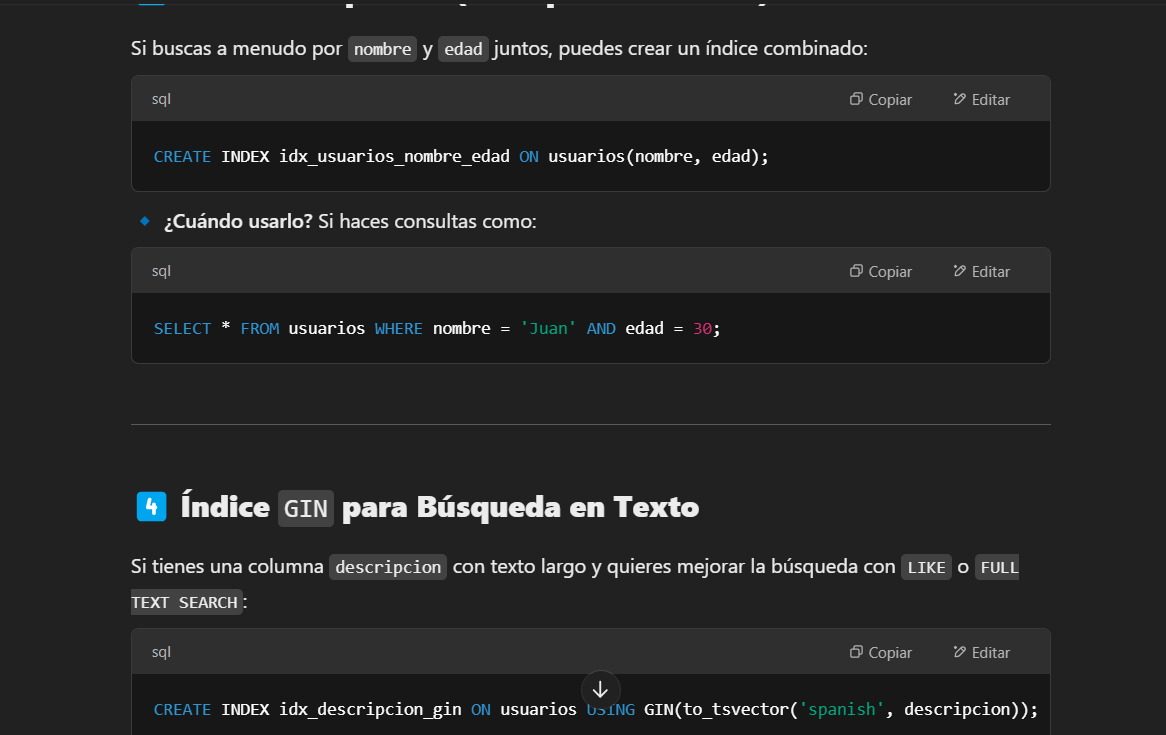 Si buscas a menudo por nombre y edad juntos, puedes crear un índice combinado:
sql
Copiar
Editar
CREATE INDEX idx_usuarios_nombre_edad ON usuarios(nombre, edad);
¿Cuándo usarlo? Si haces consultas como:
sql
Copiar
Editar
SELECT * FROM usuarios WHERE nombre = 'Juan' AND edad = 30;
4 Índice GIN para Búsqueda en Texto
Si tienes una columna descripcion con texto largo y quieres mejorar la búsqueda con LIKE o FULL
TEXT SEARCH:
sql
Copiar
Editar
CREATE INDEX idx_descripcion_gin ON usuarios USING GIN(to_tsvector('spanish', descripcion));